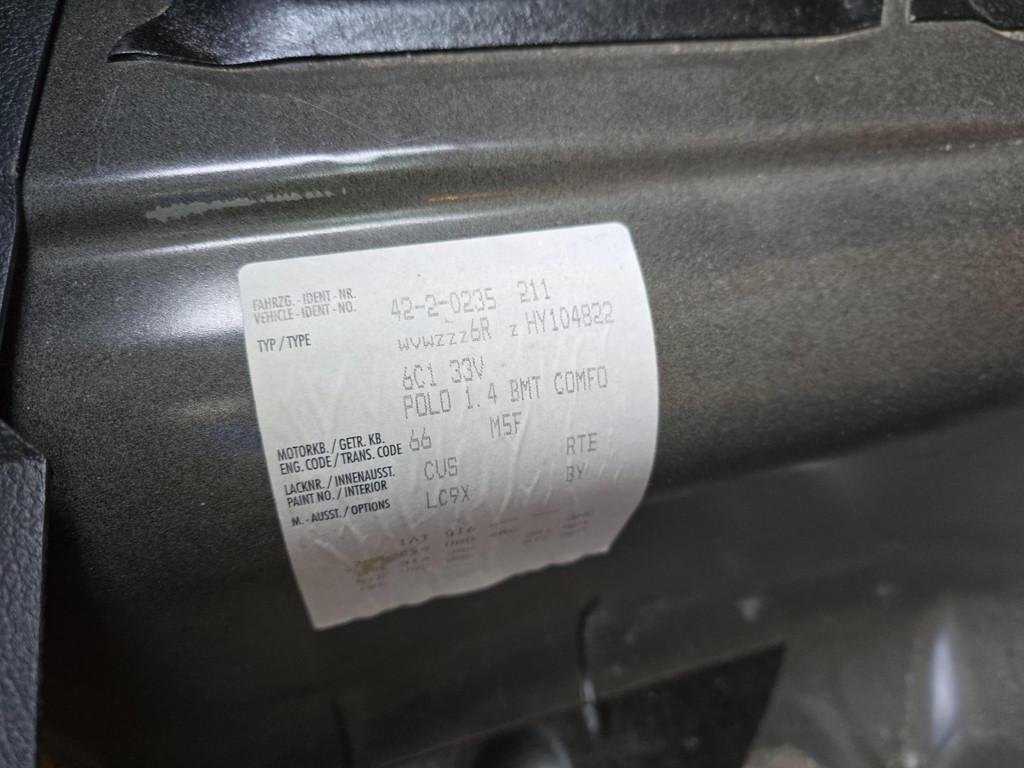 42-2-0235 211
FAHRZG. - IDENT - NR.
VEHICLE - IDENT - NO. WVWZZZ6R Z HY104822
TYP / TYPE 6C1 33V
POLO 1.4 BMT COMFO
66 M5F
MOTORKB. / GETR. KB.
ENG. CODE / TRANS. CODE CUS RTE
LACKNR. / INNENAUSST.
PAINT NO. / INTERIOR LC9X BY
M. - AUSST. / OPTIONS